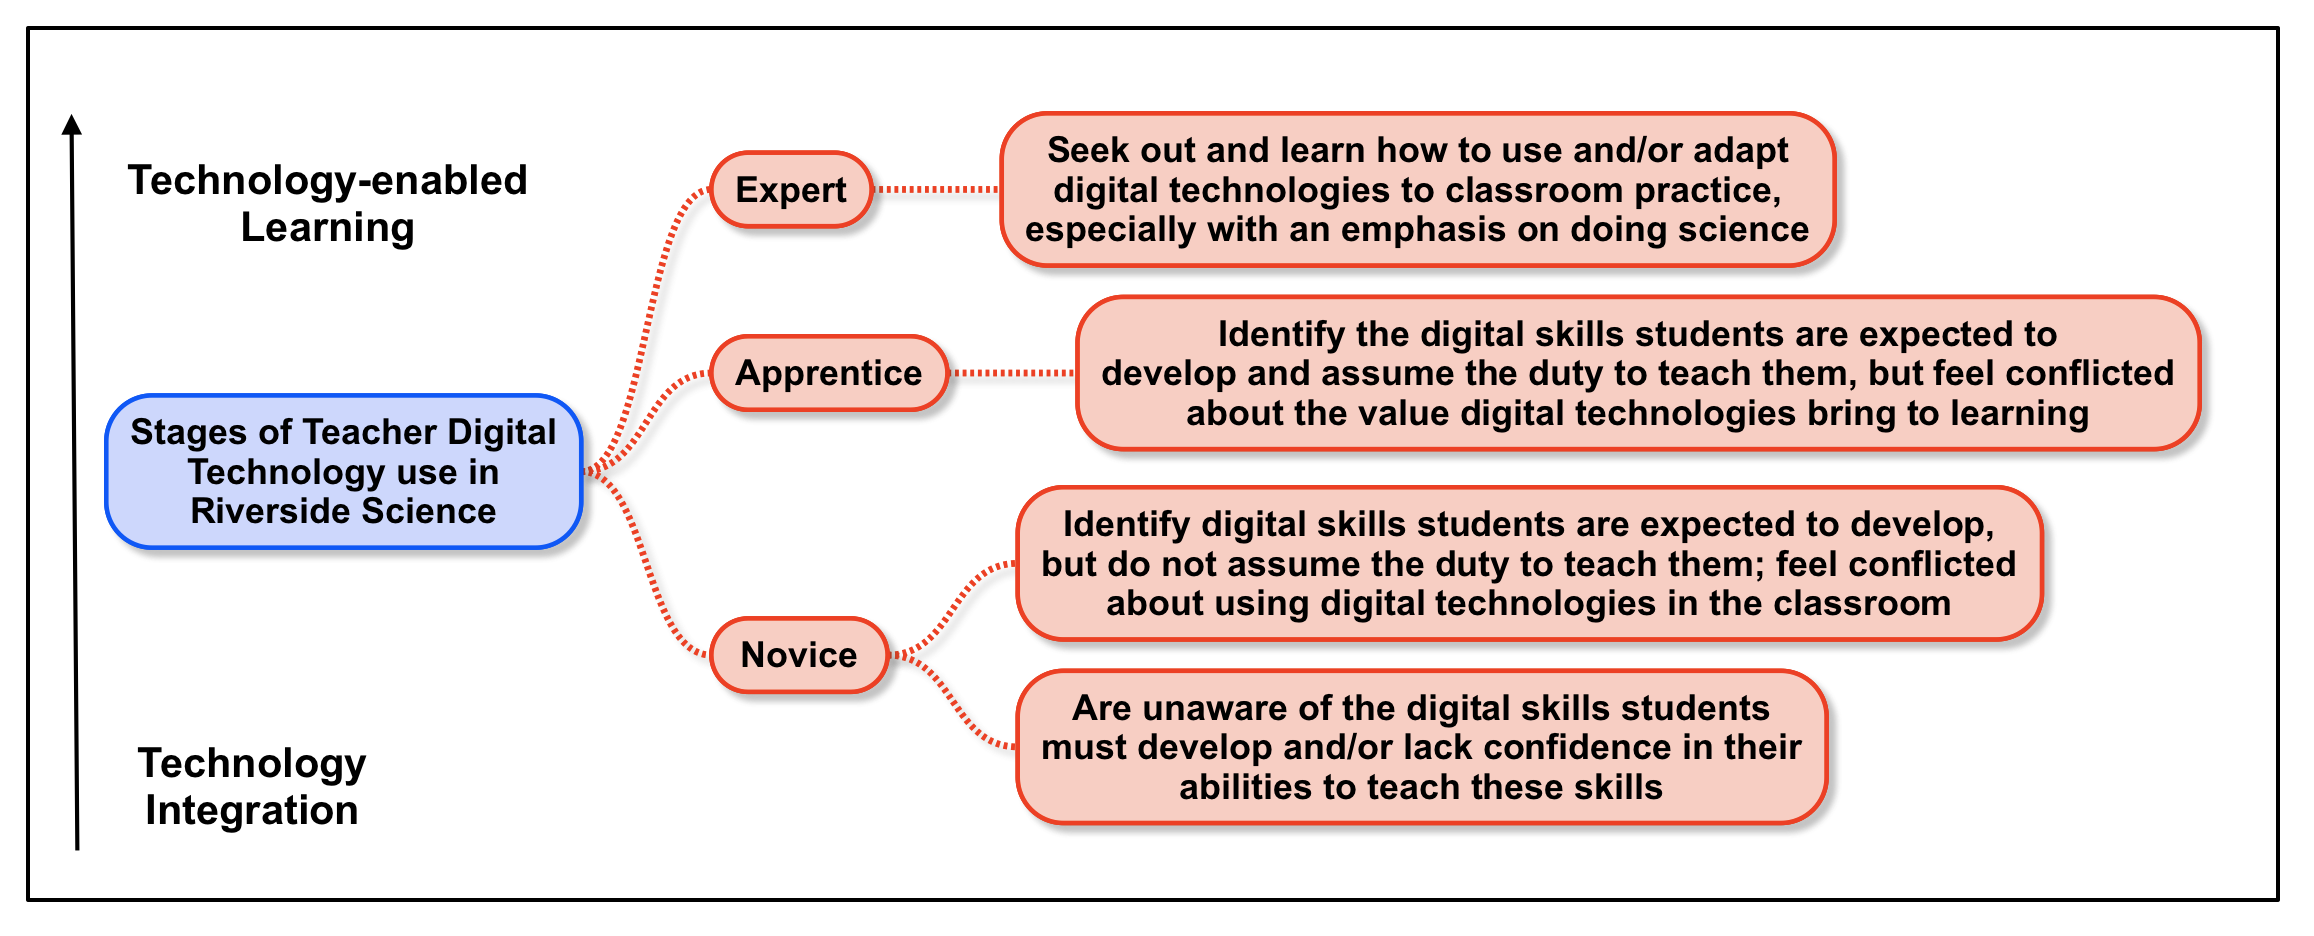 Technology-enabled
Learning
Stages of Teacher Digital
Technology use in
Riverside Science
Technology
Integration
Expert
Seek out and learn how to use and/or adapt
digital technologies to classroom practice,
especially with an emphasis on doing science
Apprentice
Identify the digital skills students are expected to
develop and assume the duty to teach them, but feel conflicted
about the value digital technologies bring to learning
Novice
Identify digital skills students are expected to develop,
but do not assume the duty to teach them; feel conflicted
about using digital technologies in the classroom
Are unaware of the digital skills students
must develop and/or lack confidence in their
abilities to teach these skills